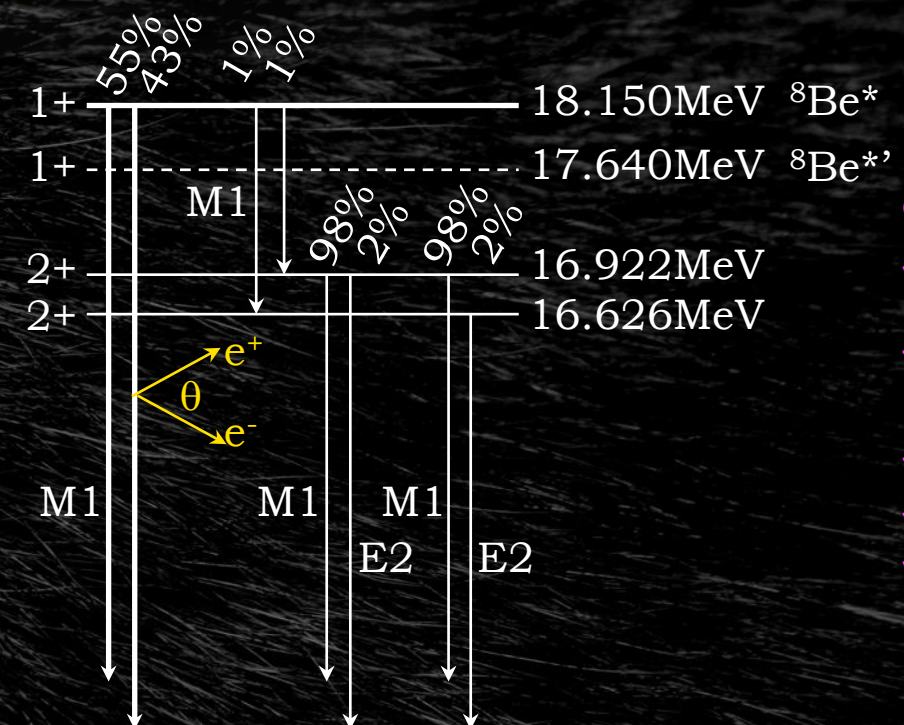 55% 43% 1% 1%
1+ 18.150MeV ⁸Be*
1+ 17.640MeV ⁸Be*’
M1 98% 2% 98% 2%
2+ 16.922MeV
2+ 16.626MeV
e⁺
θ
e⁻
M1 M1 M1
E2 E2